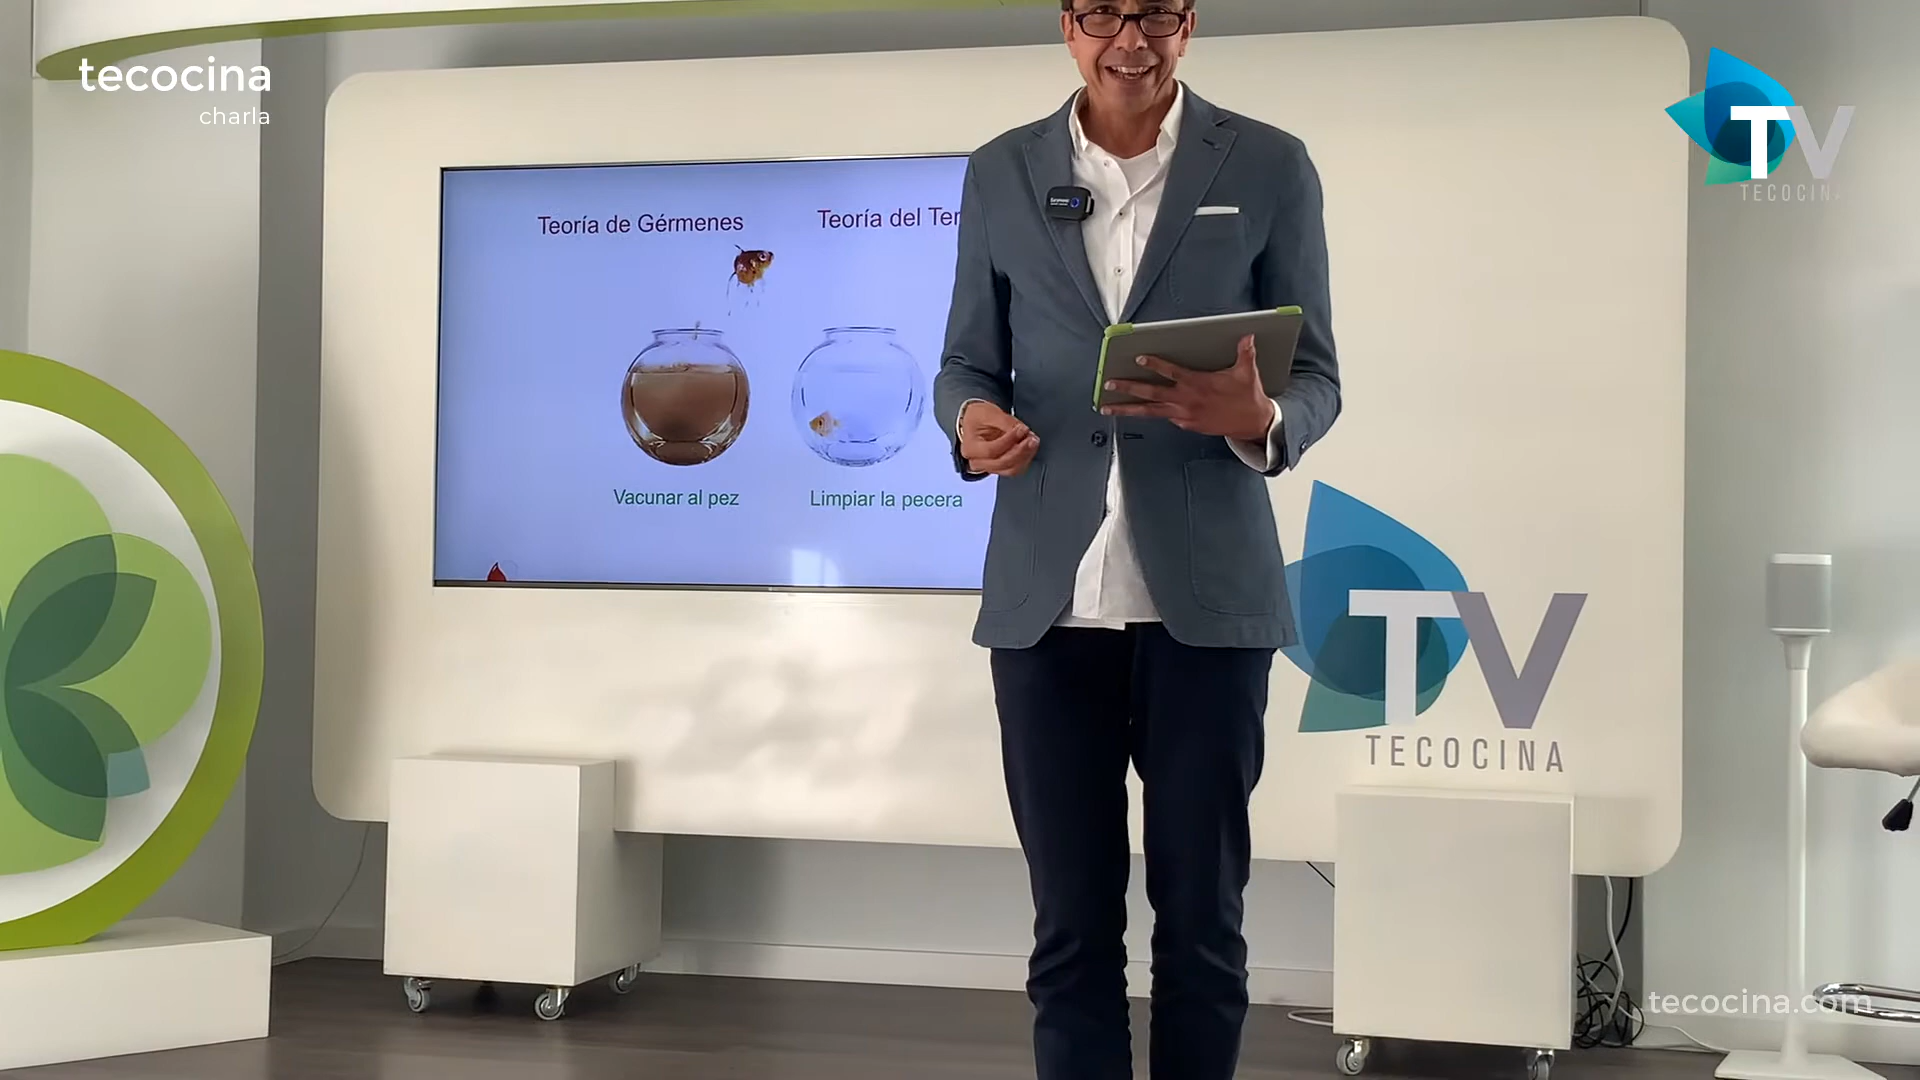 tecocina
charla
TV
TECOCINA
Teoría de Gérmenes
Teoría del Ter
Vacunar al pez
Limpiar la pecera
TV
TECOCINA
tecocina.com